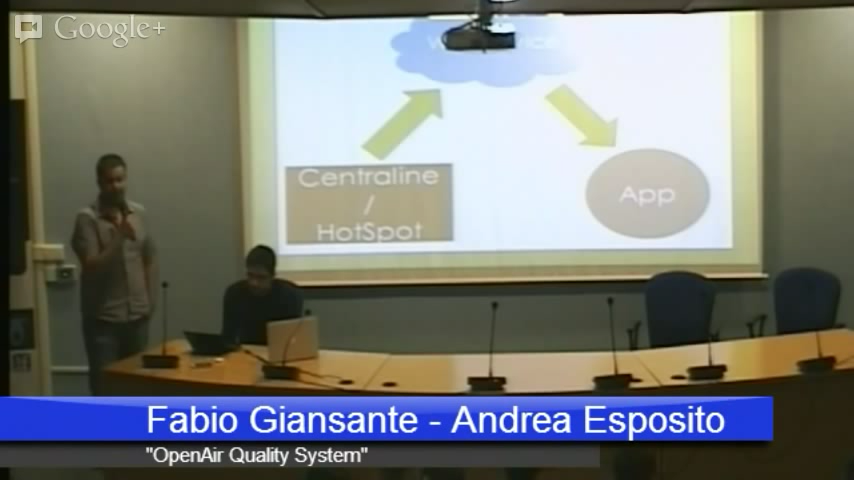 Google+
Centraline
/
HotSpot
App
Fabio Giansante - Andrea Esposito
"OpenAir Quality System"